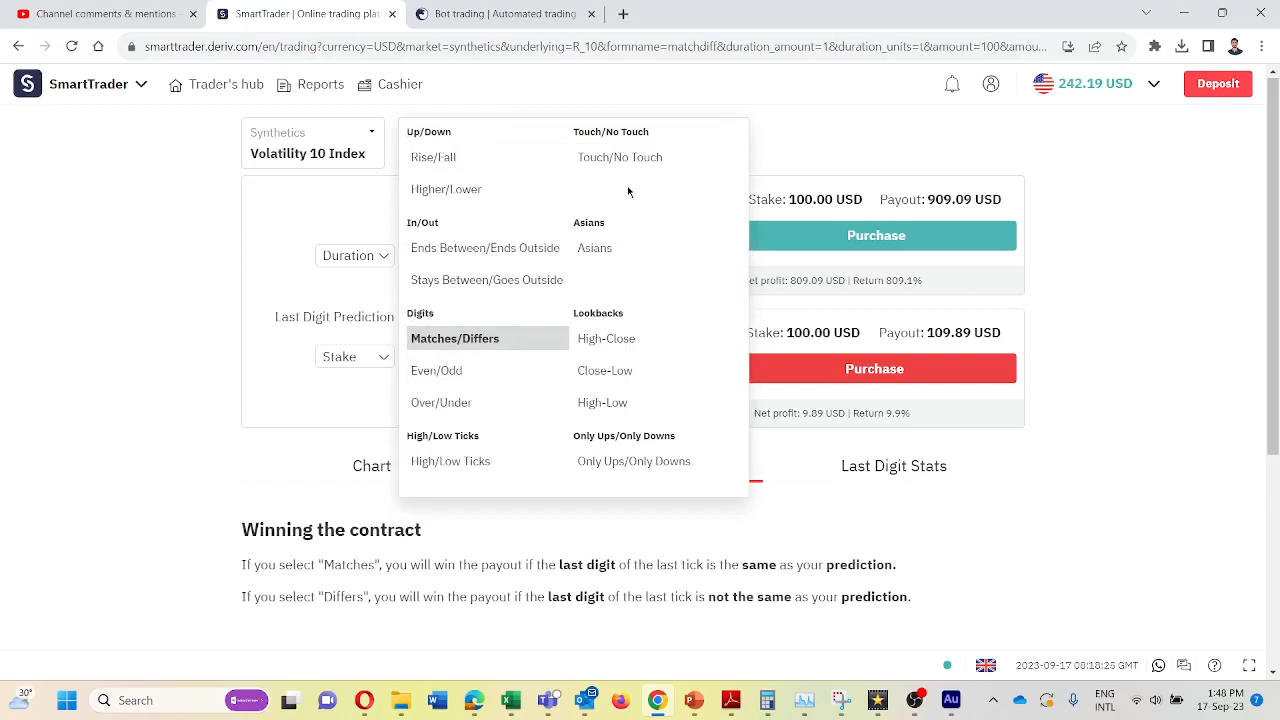 Channel comments & mentions
SmartTrader | Online trading plat
Bot trading | Automated trading
smarttrader.deriv.com/en/trading?currency=USD&market=synthetics&underlying=R_10&formname=matchdiff&duration_amount=1&duration_units=t&amount=100&amou...
SmartTrader
Trader's hub
Reports
Cashier
242.19 USD
Deposit
Synthetics
Volatility 10 Index
Up/Down
Touch/No Touch
Rise/Fall
Touch/No Touch
Higher/Lower
In/Out
Asians
Ends Between/Ends Outside
Asians
Stays Between/Goes Outside
Digits
Lookbacks
Matches/Differs
High-Close
Even/Odd
Close-Low
Over/Under
High-Low
High/Low Ticks
Only Ups/Only Downs
High/Low Ticks
Only Ups/Only Downs
Duration
Last Digit Prediction
Stake
Stake: 100.00 USD Payout: 909.09 USD
Purchase
et profit: 809.09 USD | Return 809.1%
Stake: 100.00 USD Payout: 109.89 USD
Purchase
Net profit: 9.89 USD | Return 9.9%
Chart
Last Digit Stats
Winning the contract
If you select "Matches", you will win the payout if the last digit of the last tick is the same as your prediction.
If you select "Differs", you will win the payout if the last digit of the last tick is not the same as your prediction.
2023-09-17 08:18:25 GMT
30°
Search
ENG
INTL
1:48 PM
17-Sep-23